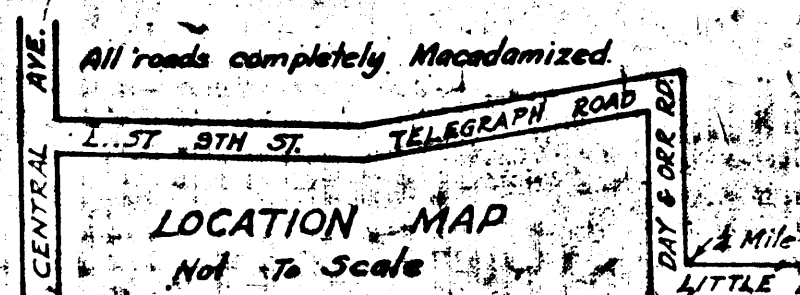 All roads completely Macadamized.
CENTRAL AVE.
ST 9TH ST.
TELEGRAPH ROAD
DAY & ORR RD.
LOCATION MAP
Not To Scale
Mile
LITTLE